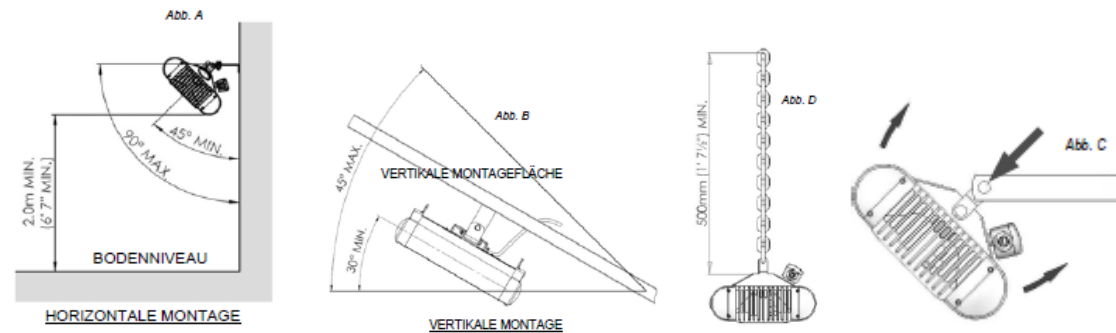 Abb. A
45° MIN.
90° MAX
2.0m MIN.
(6' 7" MIN.
BODENNIVEAU
HORIZONTALE MONTAGE
Abb. B
45° MAX.
VERTIKALE MONTAGEFLÄCHE
30° MIN.
VERTIKALE MONTAGE
Abb. D
500mm (1' 7½") MIN.
Abb. C